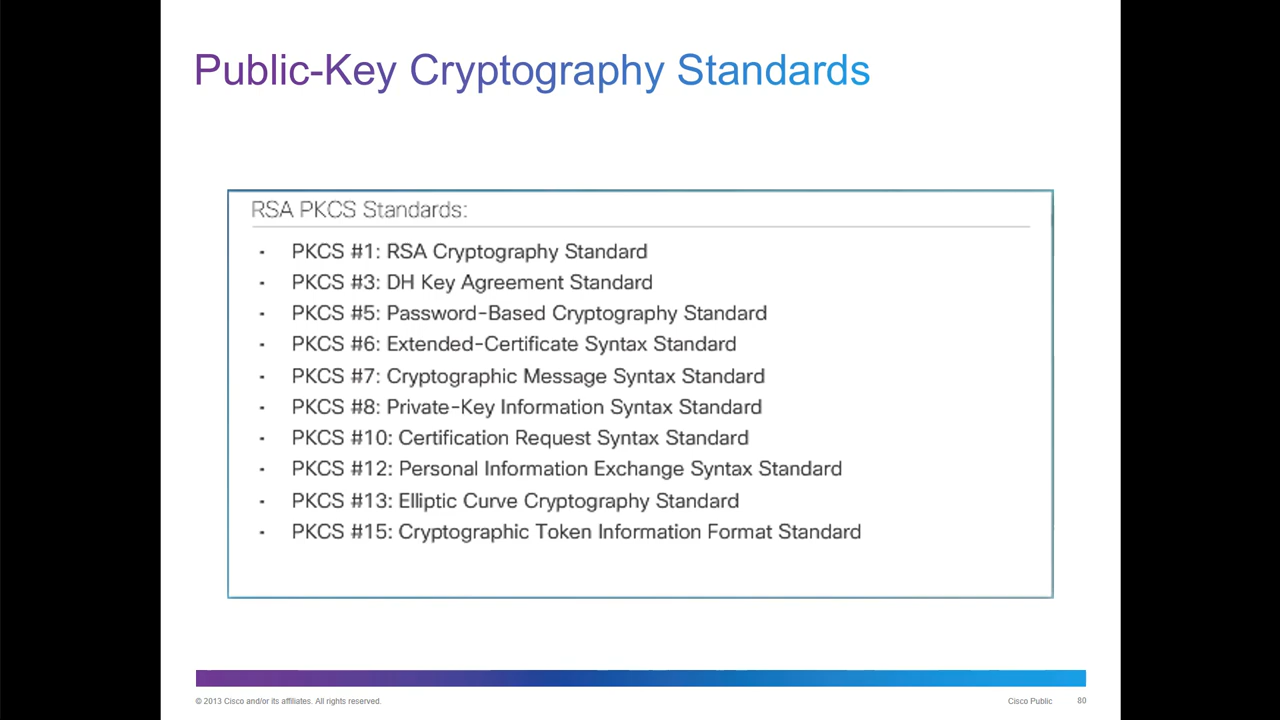 Public-Key Cryptography Standards
RSA PKCS Standards:
- PKCS #1: RSA Cryptography Standard
- PKCS #3: DH Key Agreement Standard
- PKCS #5: Password-Based Cryptography Standard
- PKCS #6: Extended-Certificate Syntax Standard
- PKCS #7: Cryptographic Message Syntax Standard
- PKCS #8: Private-Key Information Syntax Standard
- PKCS #10: Certification Request Syntax Standard
- PKCS #12: Personal Information Exchange Syntax Standard
- PKCS #13: Elliptic Curve Cryptography Standard
- PKCS #15: Cryptographic Token Information Format Standard
© 2013 Cisco and/or its affiliates. All rights reserved. Cisco Public 80